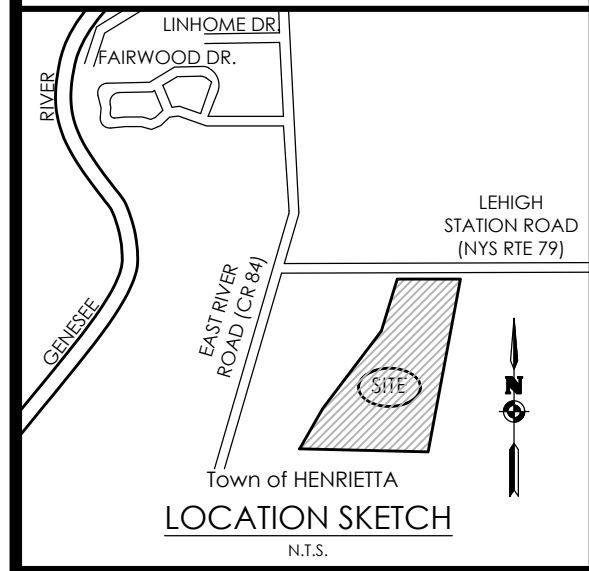 LINHOME DR.
FAIRWOOD DR.
RIVER
LEHIGH
STATION ROAD
(NYS RTE 79)
EAST RIVER
ROAD (CR 84)
GENESEE
SITE
N
Town of HENRIETTA
LOCATION SKETCH
N.T.S.